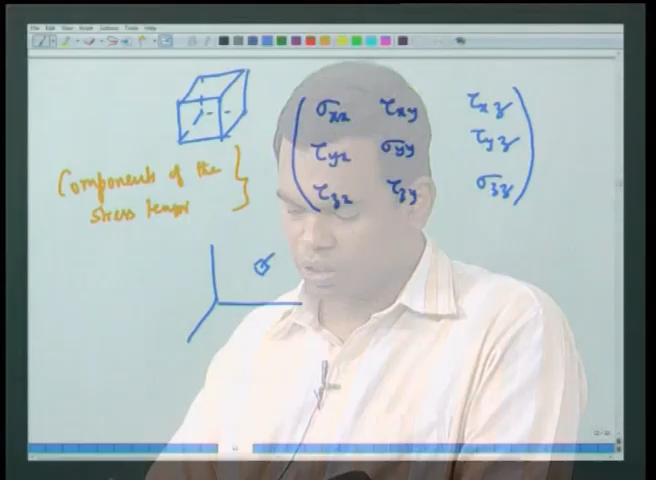 σxx τxy τxz
τyx σyy τyz
τzx τzy σzz
Components of the
stress tensor